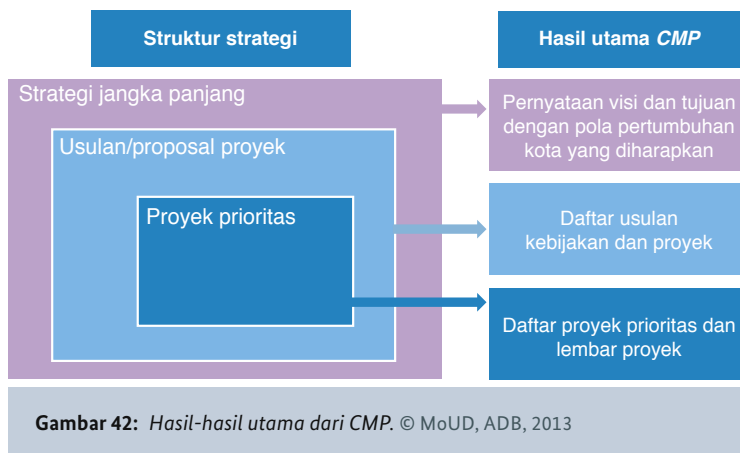 Struktur strategi
Hasil utama CMP
Strategi jangka panjang
Usulan/proposal proyek
Proyek prioritas
Pernyataan visi dan tujuan
dengan pola pertumbuhan
kota yang diharapkan
Daftar usulan
kebijakan dan proyek
Daftar proyek prioritas dan
lembar proyek
Gambar 42: Hasil-hasil utama dari CMP. © MoUD, ADB, 2013